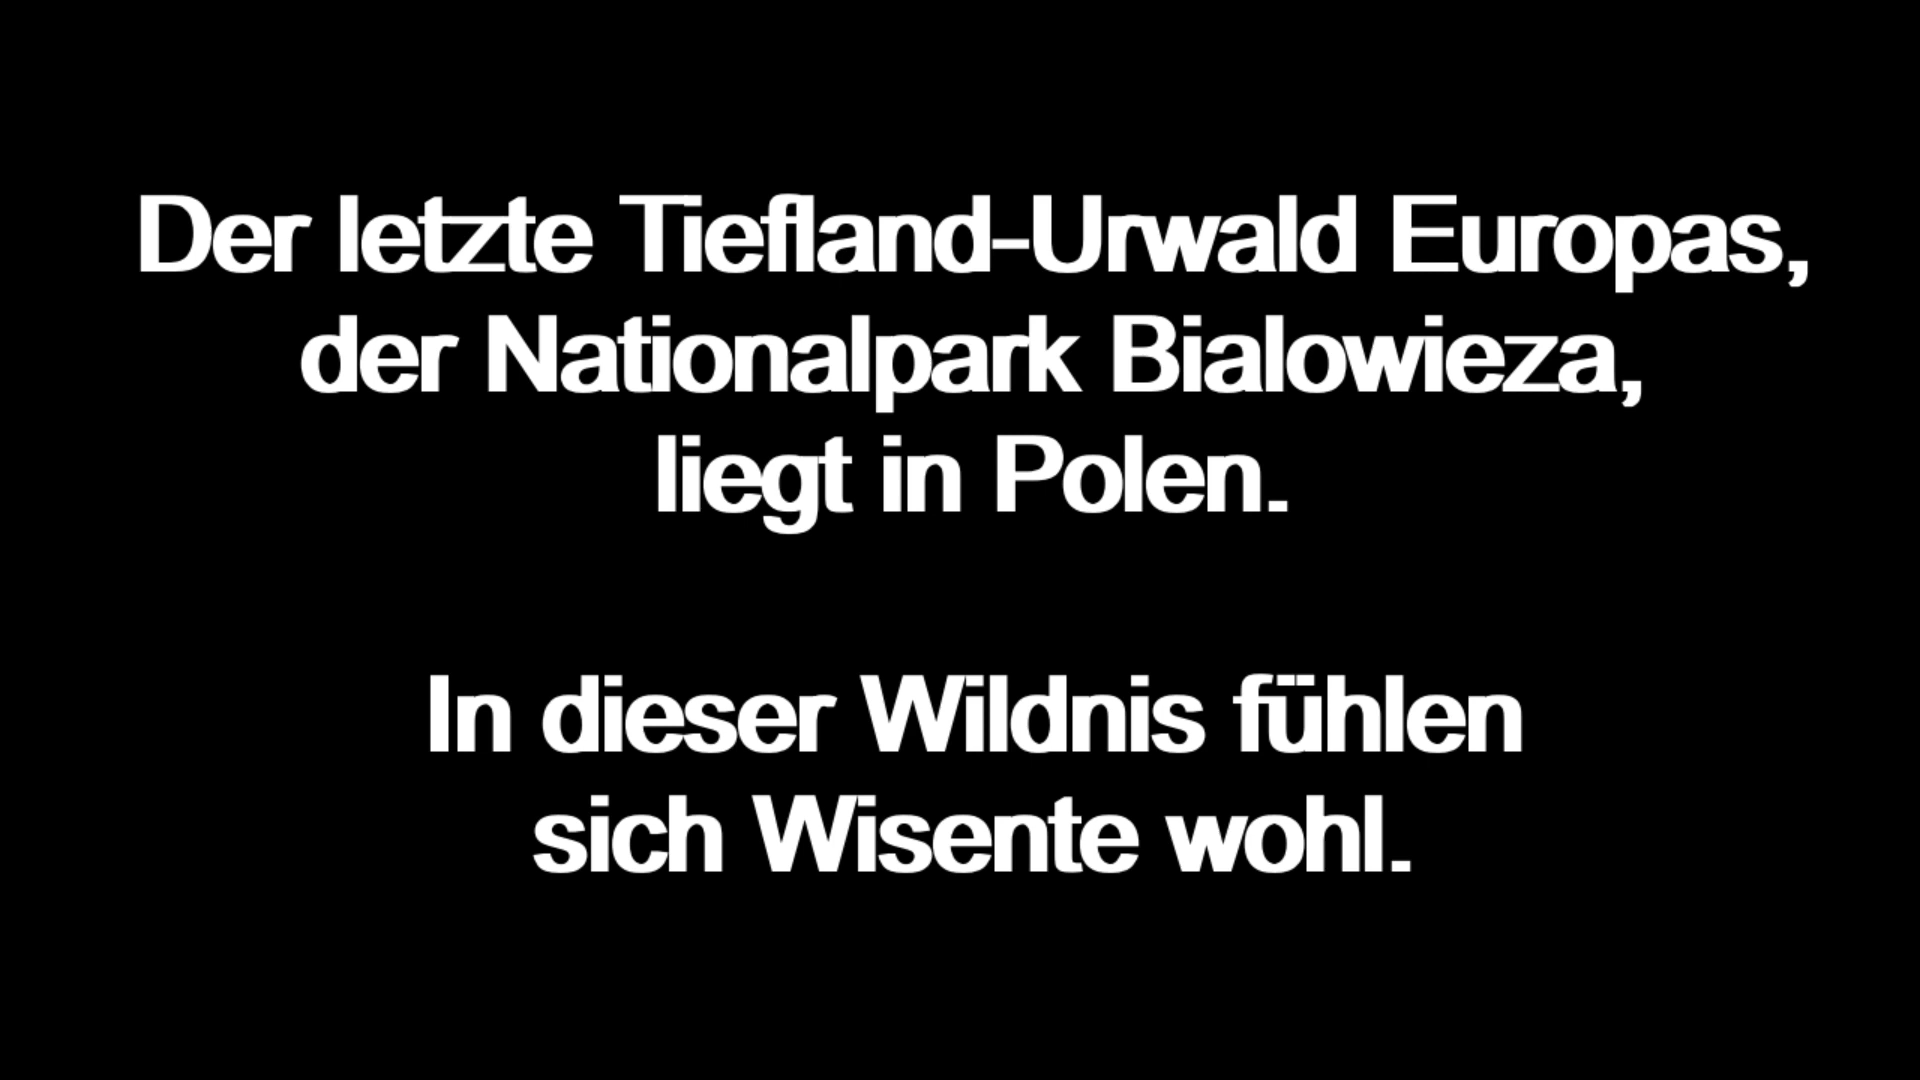 Der letzte Tiefland-Urwald Europas,
der Nationalpark Bialowieza,
liegt in Polen.
In dieser Wildnis fühlen
sich Wisente wohl.